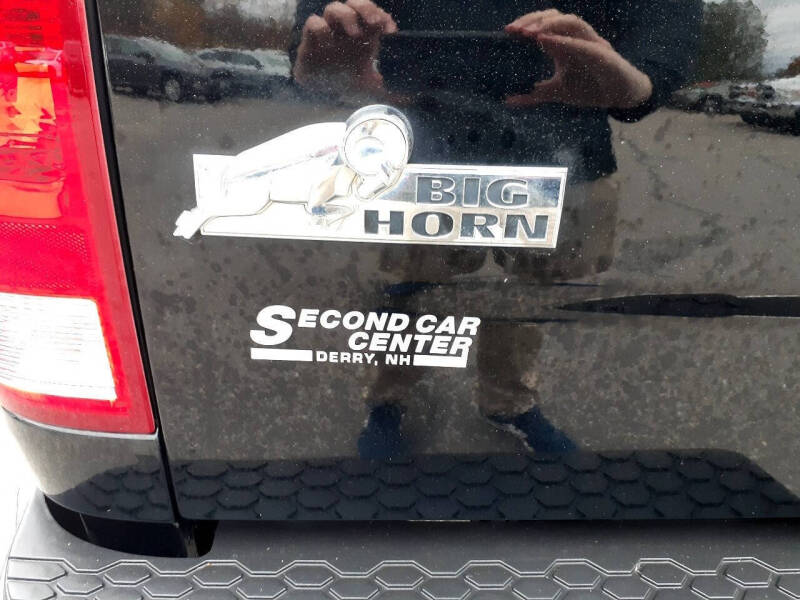 BIG
HORN
SECOND CAR
CENTER
DERRY, NH